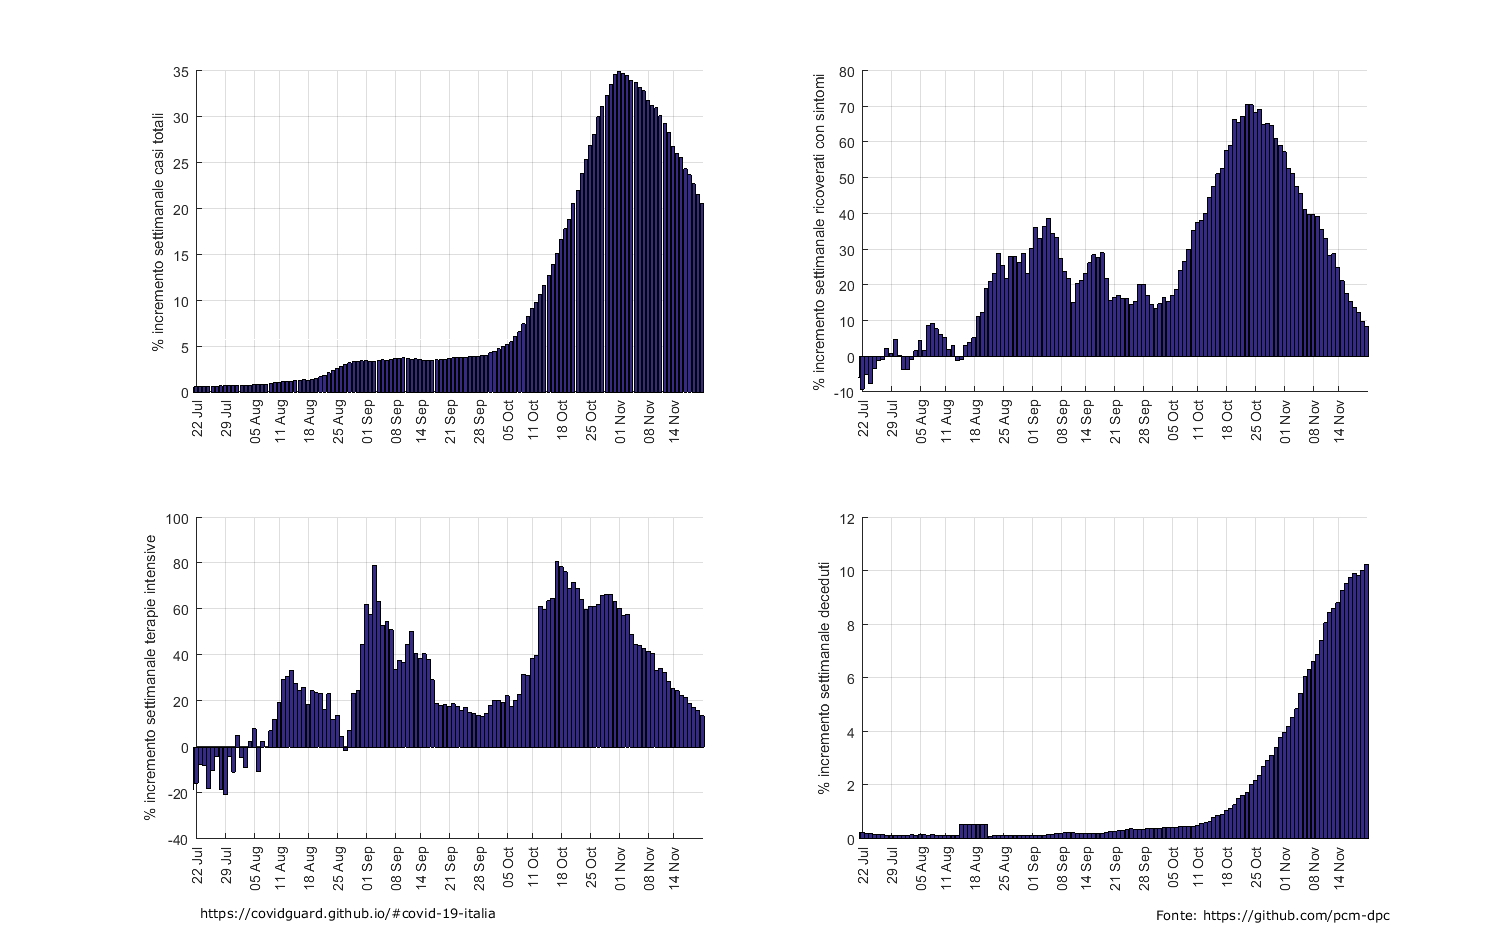 % incremento settimanale casi totali
35
30
25
20
15
10
5
0
22 Jul
29 Jul
05 Aug
11 Aug
18 Aug
25 Aug
01 Sep
08 Sep
14 Sep
21 Sep
28 Sep
05 Oct
11 Oct
18 Oct
25 Oct
01 Nov
08 Nov
14 Nov
% incremento settimanale ricoverati con sintomi
80
70
60
50
40
30
20
10
0
-10
22 Jul
29 Jul
05 Aug
11 Aug
18 Aug
25 Aug
01 Sep
08 Sep
14 Sep
21 Sep
28 Sep
05 Oct
11 Oct
18 Oct
25 Oct
01 Nov
08 Nov
14 Nov
% incremento settimanale terapie intensive
100
80
60
40
20
0
-20
-40
22 Jul
29 Jul
05 Aug
11 Aug
18 Aug
25 Aug
01 Sep
08 Sep
14 Sep
21 Sep
28 Sep
05 Oct
11 Oct
18 Oct
25 Oct
01 Nov
08 Nov
14 Nov
% incremento settimanale deceduti
12
10
8
6
4
2
0
22 Jul
29 Jul
05 Aug
11 Aug
18 Aug
25 Aug
01 Sep
08 Sep
14 Sep
21 Sep
28 Sep
05 Oct
11 Oct
18 Oct
25 Oct
01 Nov
08 Nov
14 Nov
https://covidguard.github.io/#covid-19-italia
Fonte: https://github.com/pcm-dpc